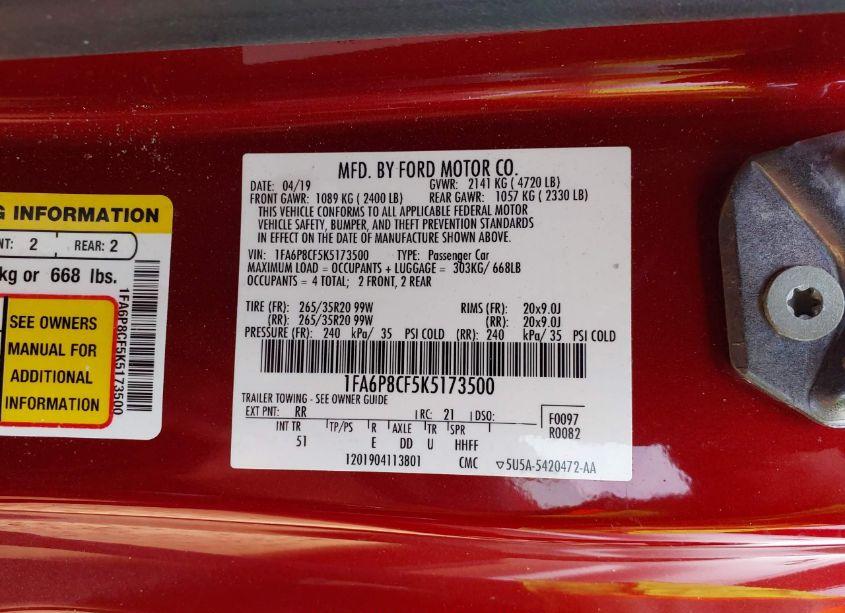 G INFORMATION
NT: 2 REAR: 2
kg or 668 lbs.
SEE OWNERS
MANUAL FOR
ADDITIONAL
INFORMATION
1FA6P8CF5K5173500
MFD. BY FORD MOTOR CO.
DATE: 04/19 GVWR: 2141 KG ( 4720 LB)
FRONT GAWR: 1089 KG ( 2400 LB) REAR GAWR: 1057 KG ( 2330 LB)
THIS VEHICLE CONFORMS TO ALL APPLICABLE FEDERAL MOTOR
VEHICLE SAFETY, BUMPER, AND THEFT PREVENTION STANDARDS
IN EFFECT ON THE DATE OF MANUFACTURE SHOWN ABOVE.
VIN: 1FA6P8CF5K5173500 TYPE: Passenger Car
MAXIMUM LOAD = OCCUPANTS + LUGGAGE = 303KG/ 668LB
OCCUPANTS = 4 TOTAL; 2 FRONT, 2 REAR
TIRE (FR): 265/35R20 99W RIMS (FR): 20x9.0J
(RR): 265/35R20 99W (RR): 20x9.0J
PRESSURE (FR): 240 kPa/ 35 PSI COLD (RR): 240 kPa/ 35 PSI COLD
1FA6P8CF5K5173500
TRAILER TOWING - SEE OWNER GUIDE
EXT PNT: RR RC: 21 DSO: F0097
INT TR TP/PS R AXLE TR SPR R0082
51 E DD U HHFF
1201904113801 CMC ▽5U5A-5420472-AA